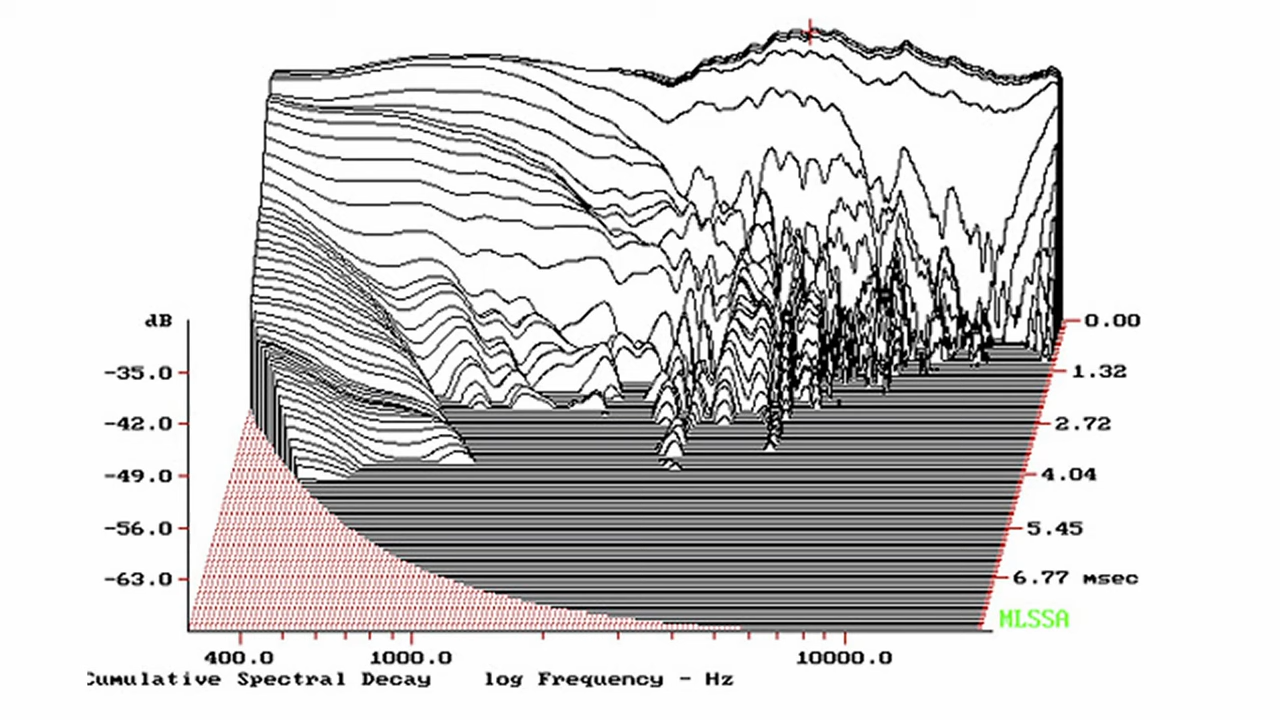 dB
-35.0
-42.0
-49.0
-56.0
-63.0
0.00
1.32
2.72
4.04
5.45
6.77 msec
MLSSA
400.0 1000.0 10000.0
Cumulative Spectral Decay log Frequency - Hz